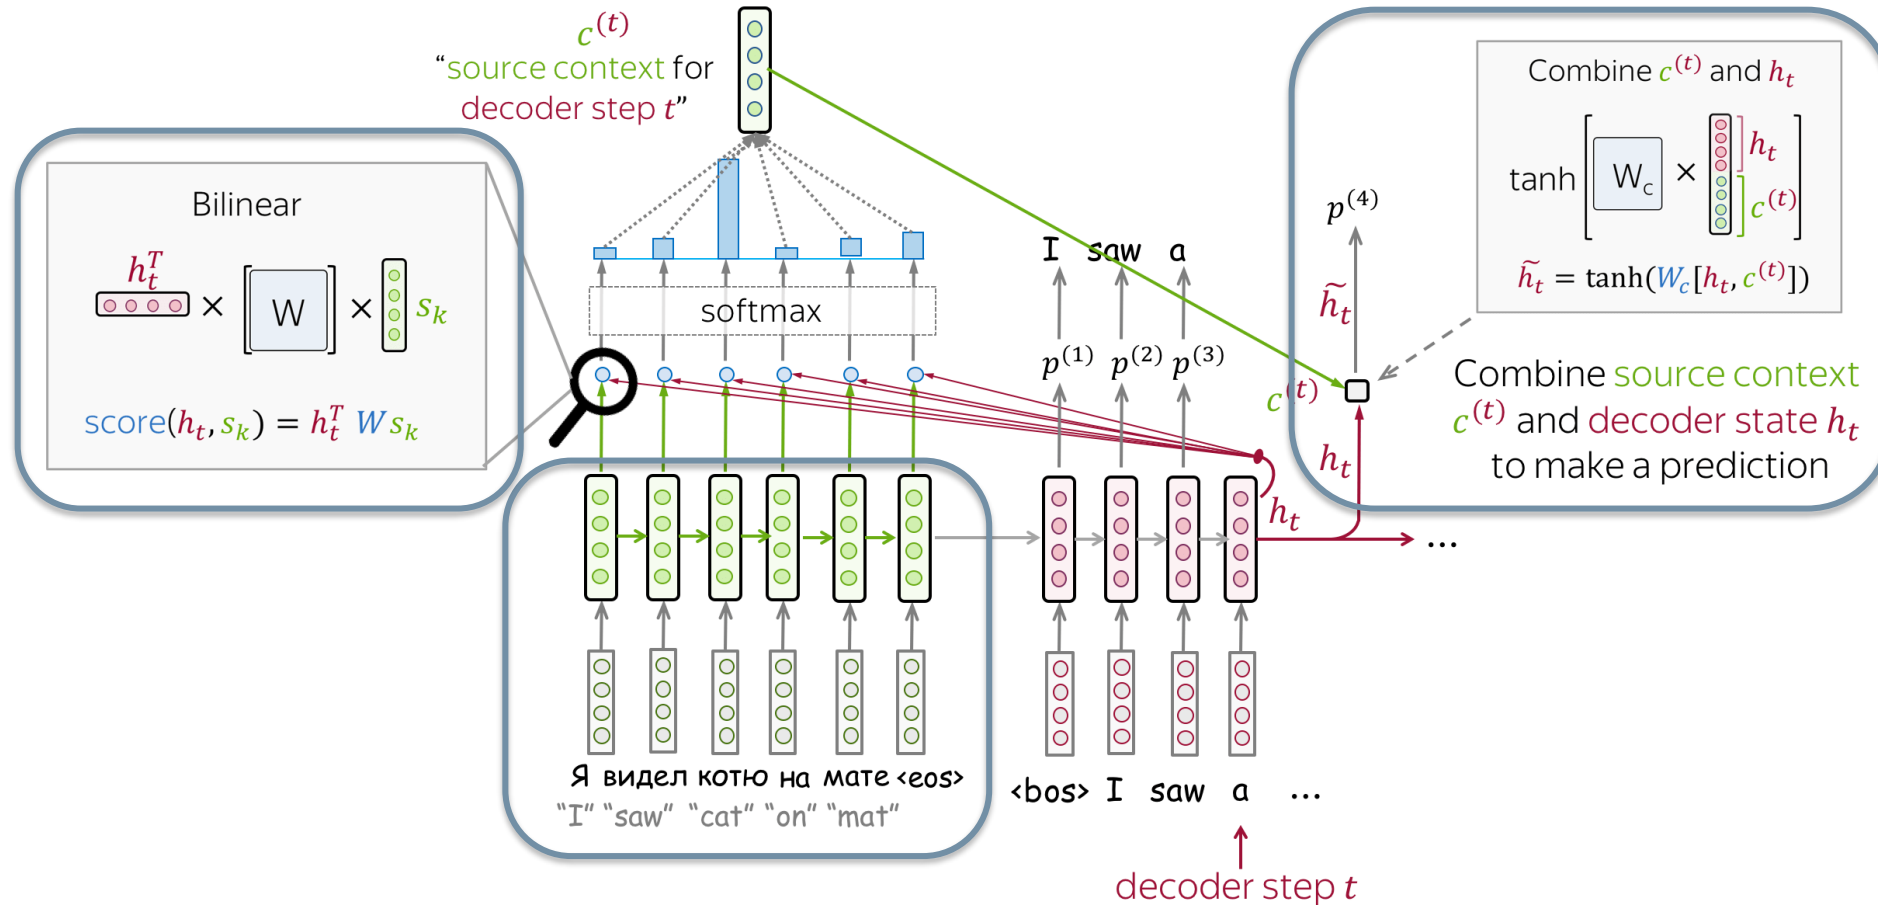 c^(t)
“source context for
decoder step t”
Bilinear
h_t^T
× [W] × s_k
score(h_t, s_k) = h_t^T W s_k
softmax
I saw a
p^(1) p^(2) p^(3)
Combine c^(t) and h_t
tanh [W_c × h_t
c^(t)]
h̃_t = tanh(W_c[h_t, c^(t)])
p^(4)
h̃_t
c^(t)
h_t
Combine source context
c^(t) and decoder state h_t
to make a prediction
h_t
...
Я видел котю на мате <eos>
“I” “saw” “cat” “on” “mat”
<bos> I saw a ...
decoder step t